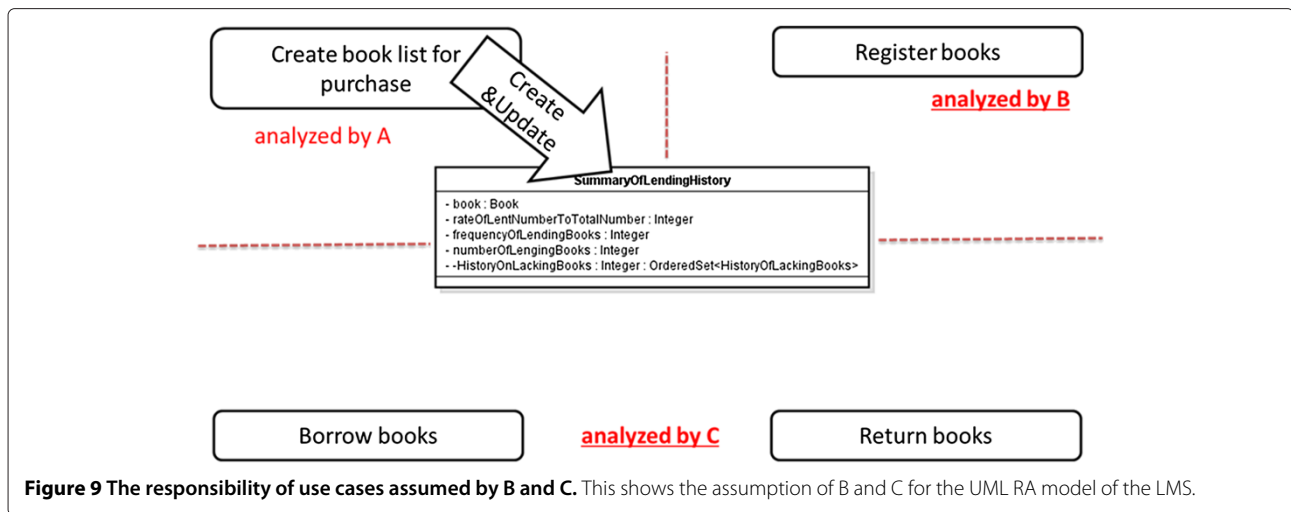 Create book list for
purchase
Register books
Create
&Update
analyzed by B
analyzed by A
SummaryOfLendingHistory
- book : Book
- rateOfLentNumberToTotalNumber : Integer
- frequencyOfLendingBooks : Integer
- numberOfLengingBooks : Integer
- -HistoryOnLackingBooks : Integer : OrderedSet<HistoryOfLackingBooks>
Borrow books
analyzed by C
Return books
Figure 9 The responsibility of use cases assumed by B and C. This shows the assumption of B and C for the UML RA model of the LMS.